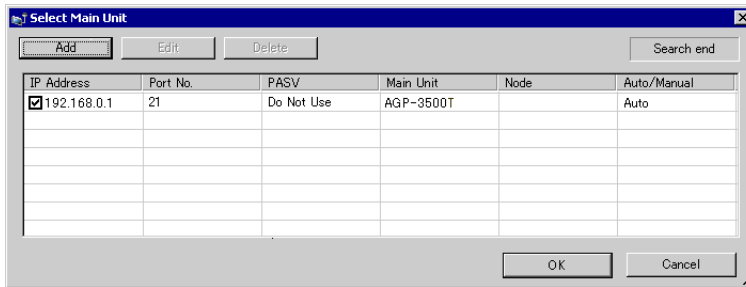 Select Main Unit
Add Edit Delete Search end
IP Address Port No. PASV Main Unit Node Auto/Manual
192.168.0.1 21 Do Not Use AGP-3500T Auto
OK Cancel